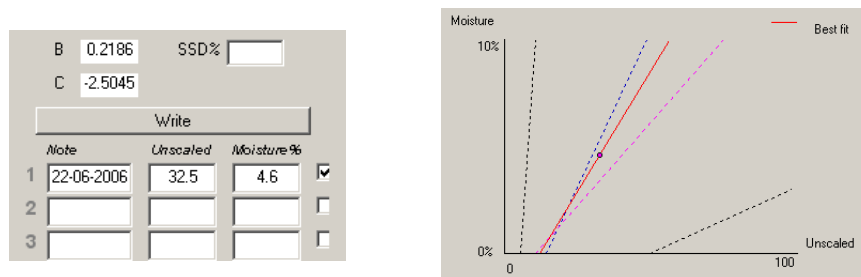 B 0.2186 SSD%
C -2.5045
Write
Note Unscaled Moisture%
1 22-06-2006 32.5 4.6
2
3
Moisture
Best fit
10%
0%
Unscaled
0 100